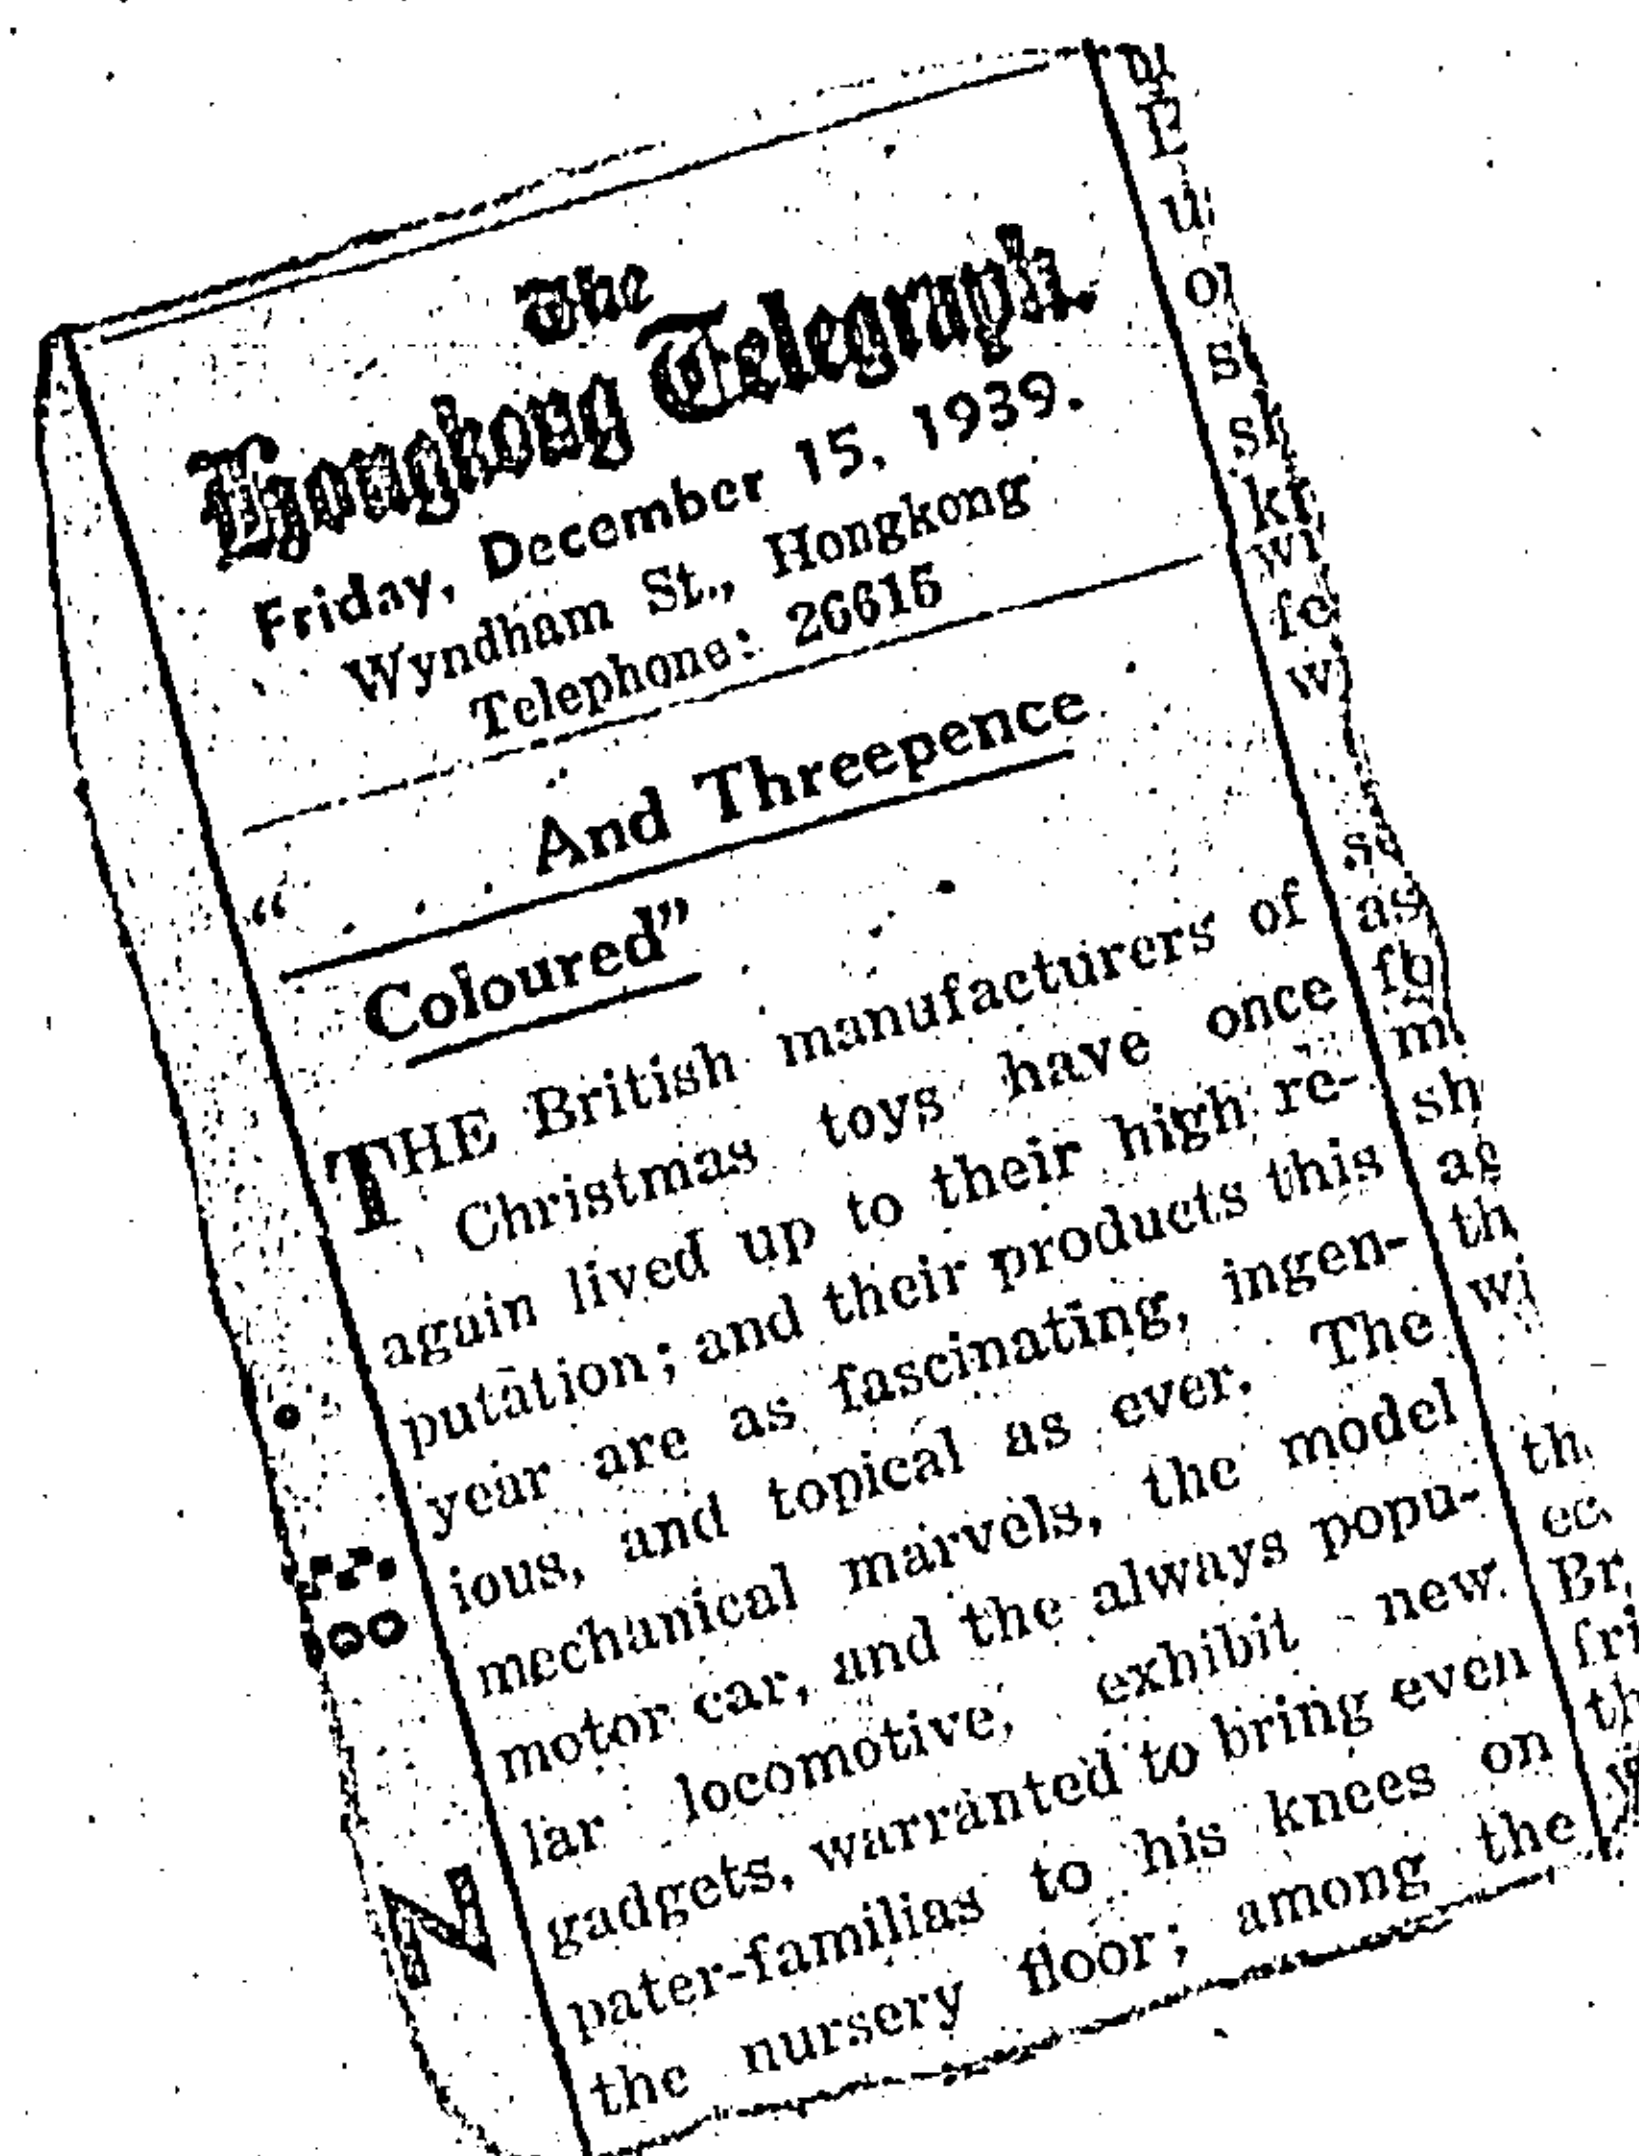 The
Hongkong Telegraph.
Friday, December 15, 1939.
Wyndham St., Hongkong
Telephone: 26615
“ . . . And Threepence
Coloured”
THE British manufacturers of
Christmas toys have once
again lived up to their high re-
putation; and their products this
year are as fascinating, ingen-
ious, and topical as ever. The
mechanical marvels, the model
motor car, and the always popu-
lar locomotive, exhibit new
gadgets, warranted to bring even
pater-familias to his knees on
the nursery floor; among the